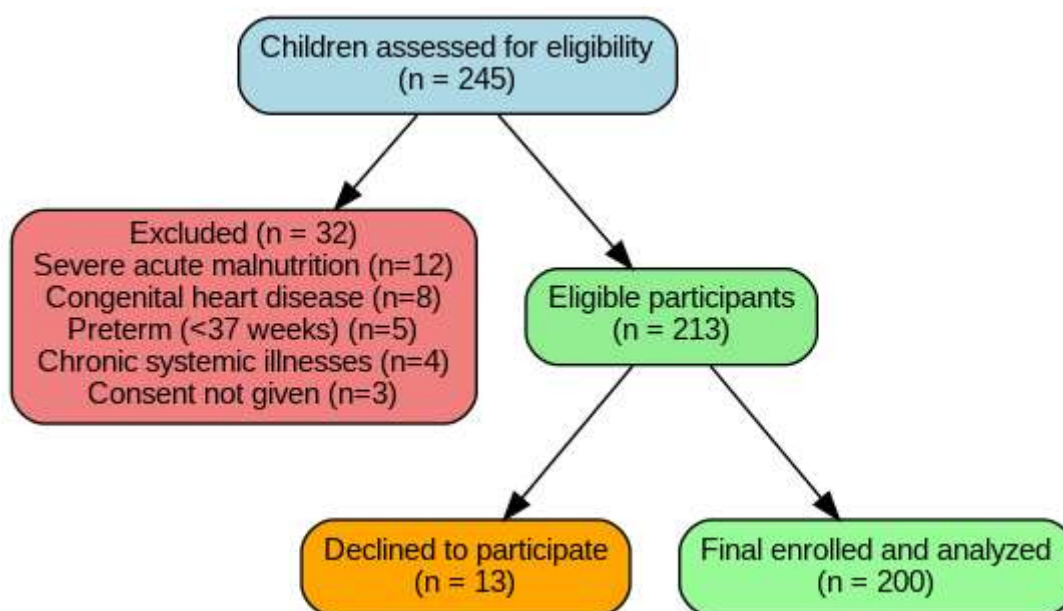 Children assessed for eligibility
(n = 245)
Excluded (n = 32)
Severe acute malnutrition (n=12)
Congenital heart disease (n=8)
Preterm (<37 weeks) (n=5)
Chronic systemic illnesses (n=4)
Consent not given (n=3)
Eligible participants
(n = 213)
Declined to participate
(n = 13)
Final enrolled and analyzed
(n = 200)